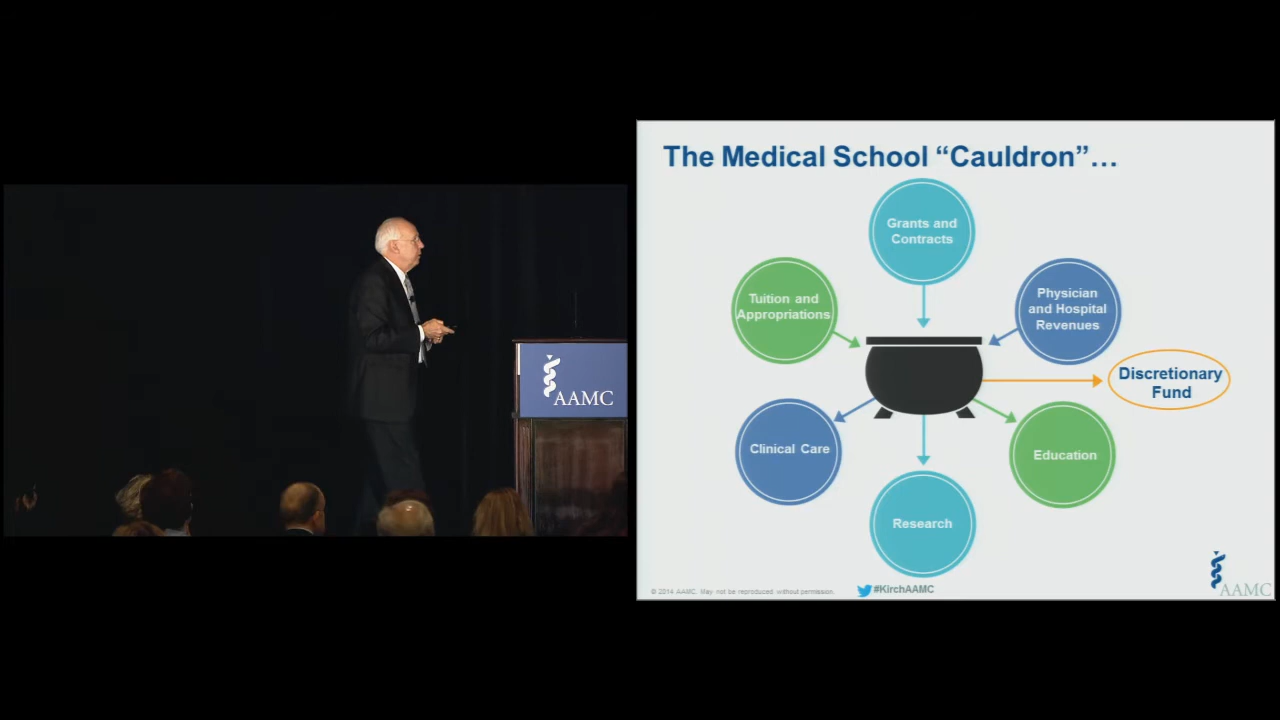 AAMC
The Medical School “Cauldron”…
Grants and
Contracts
Tuition and
Appropriations
Physician
and Hospital
Revenues
Discretionary
Fund
Clinical Care
Education
Research
© 2014 AAMC. May not be reproduced without permission.
#KirchAAMC
AAMC